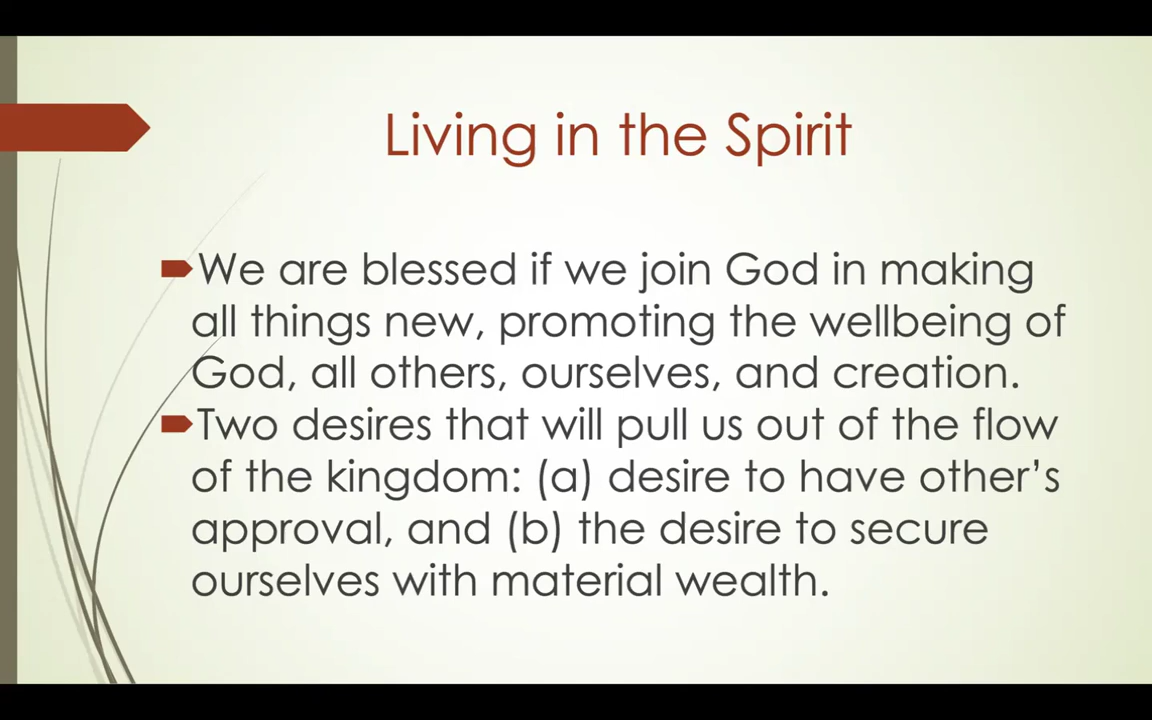 Living in the Spirit
We are blessed if we join God in making
all things new, promoting the wellbeing of
God, all others, ourselves, and creation.
Two desires that will pull us out of the flow
of the kingdom: (a) desire to have other’s
approval, and (b) the desire to secure
ourselves with material wealth.